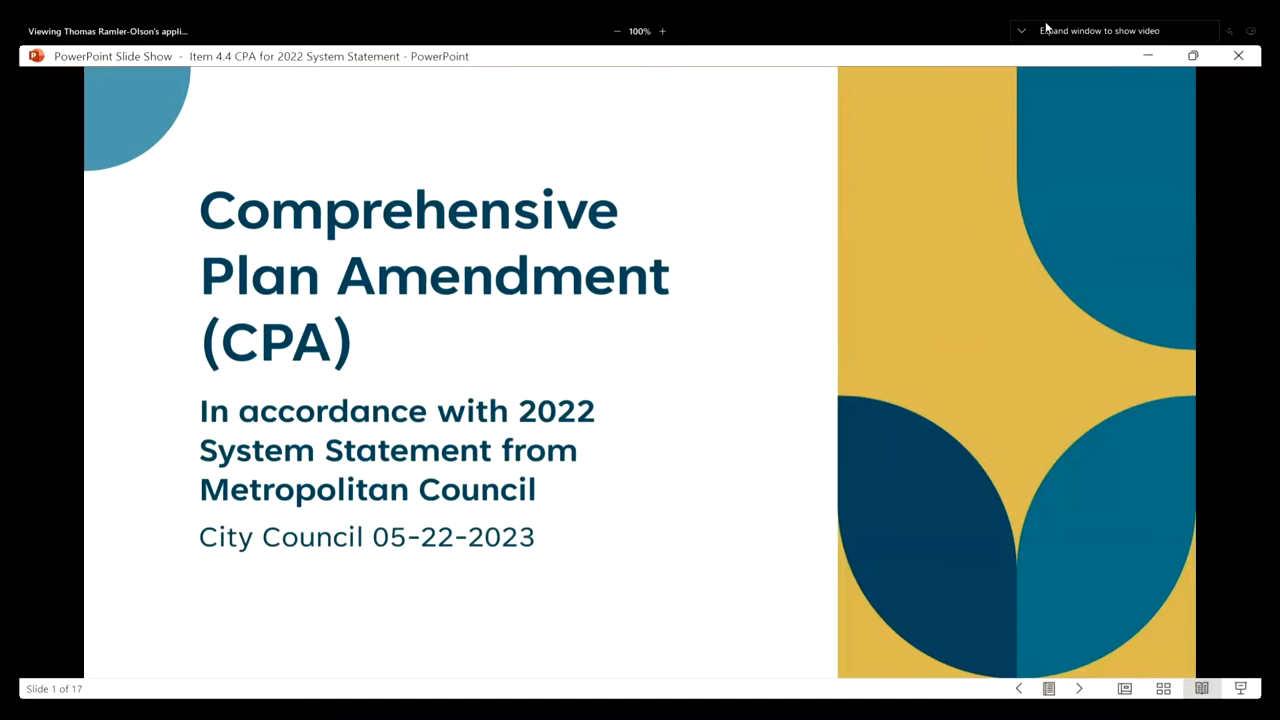 Viewing Thomas Ramler-Olson's appli...
100%
Expand window to show video
PowerPoint Slide Show - Item 4.4 CPA for 2022 System Statement - PowerPoint
Comprehensive
Plan Amendment
(CPA)
In accordance with 2022
System Statement from
Metropolitan Council
City Council 05-22-2023
Slide 1 of 17